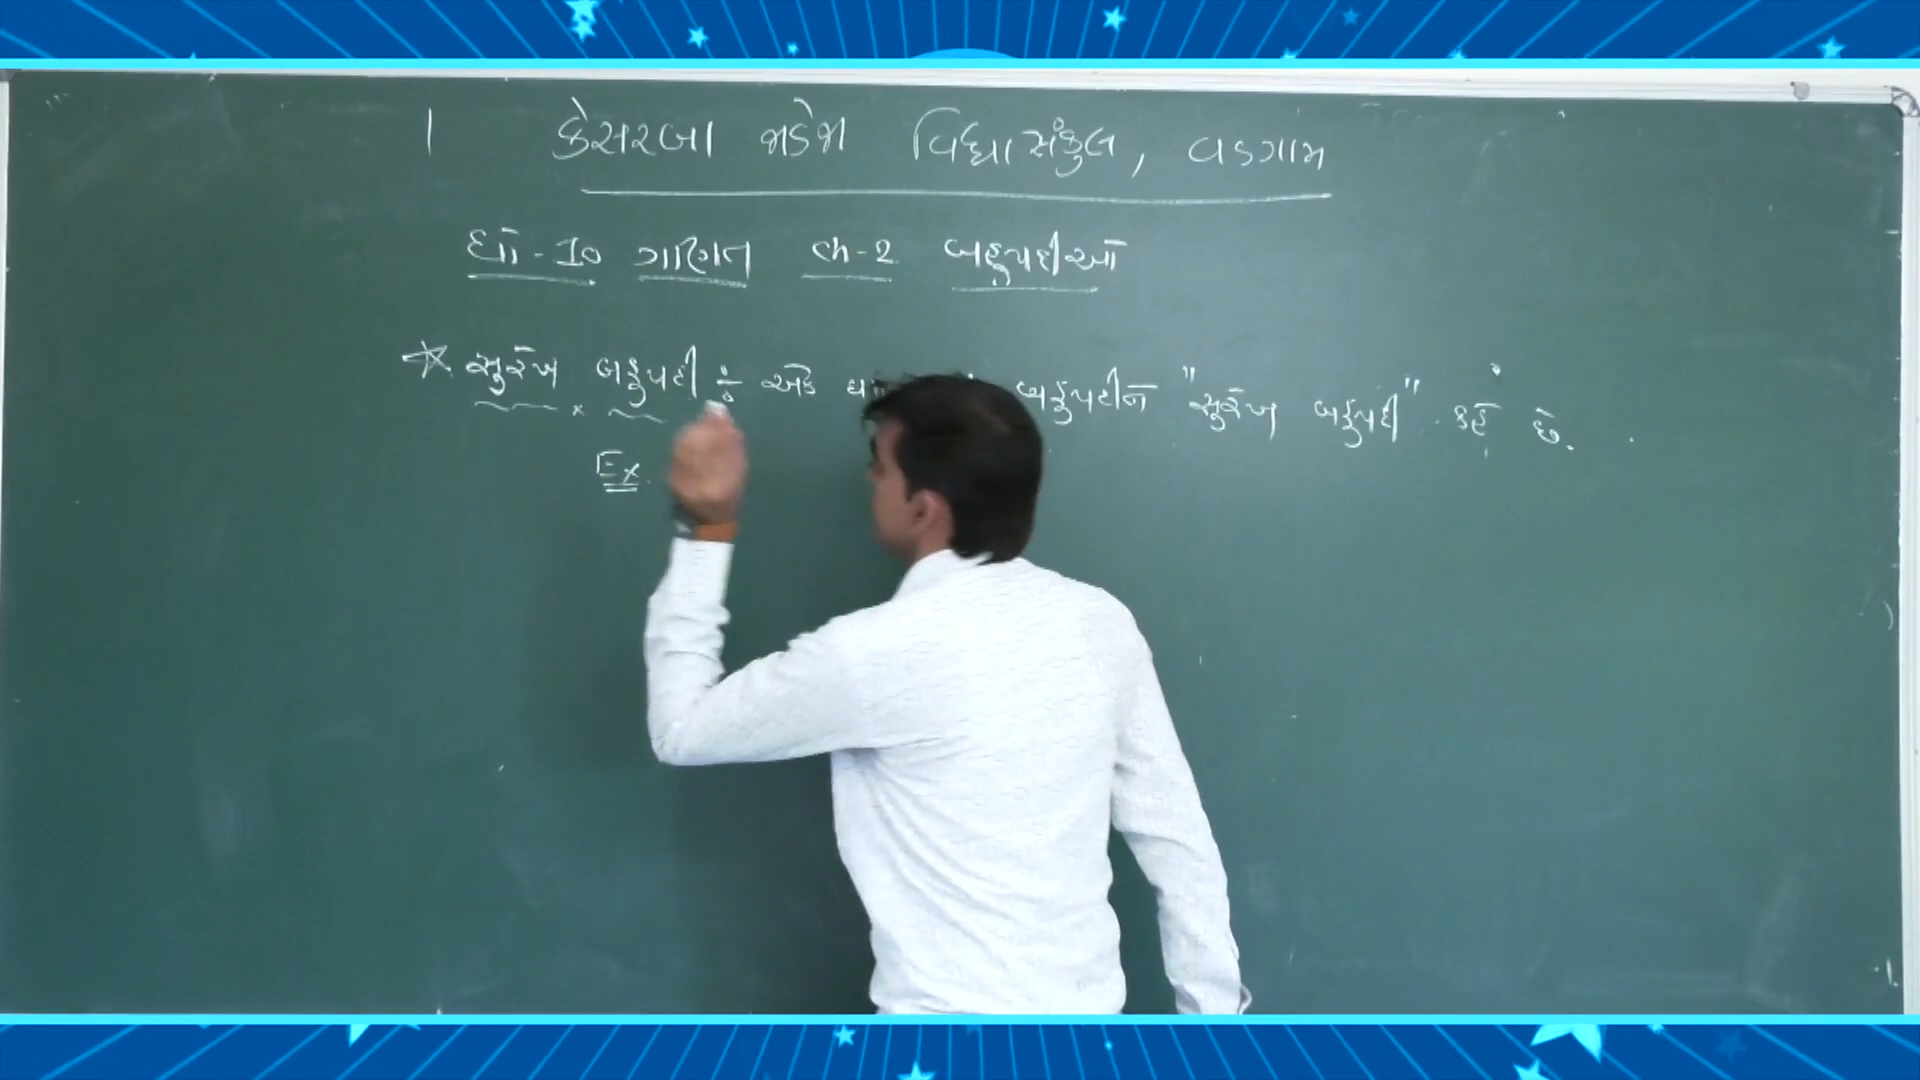 કેસરબા જાડેજા વિદ્યાસંકુલ, વડગામ
ધો-10 ગણિત ch-2 બહુપદીઓ
સુરેખ બહુપદી ÷ એક બહુપદીને "સુરેખ બહુપદી" કહે છે.
Ex.